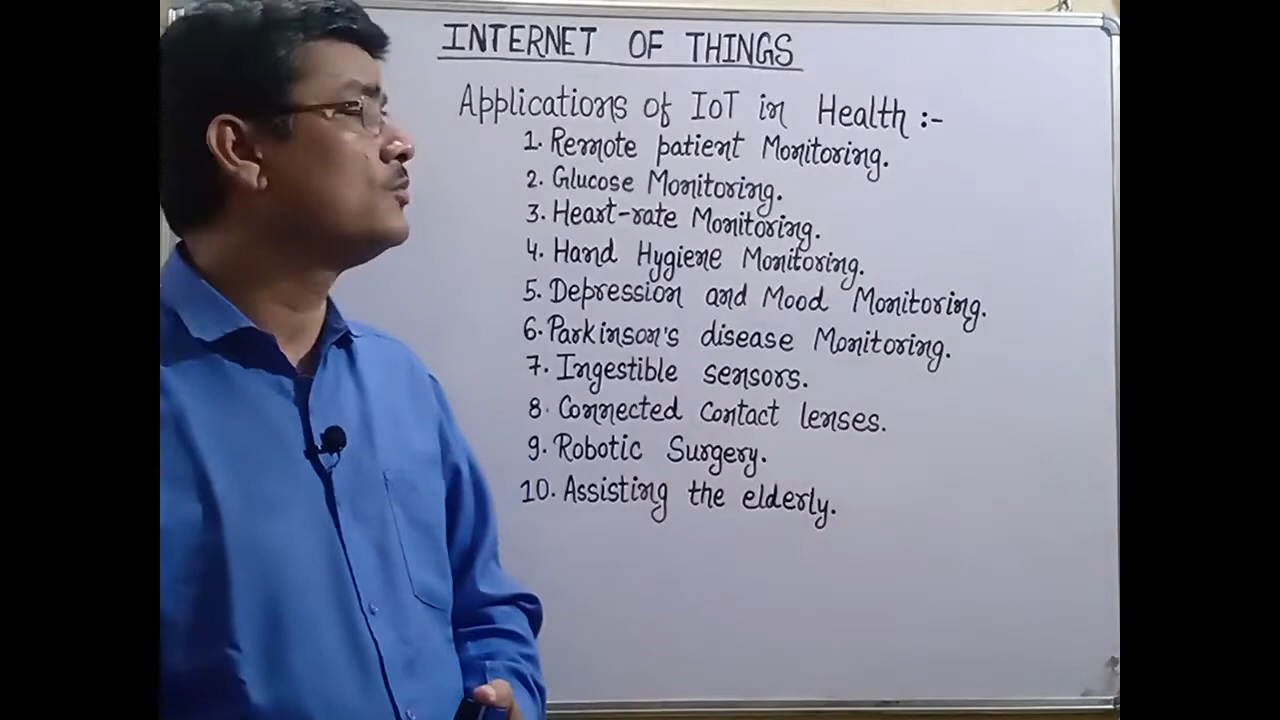 INTERNET OF THINGS
Applications of IoT in Health :-
1. Remote patient Monitoring.
2. Glucose Monitoring.
3. Heart-rate Monitoring.
4. Hand Hygiene Monitoring.
5. Depression and Mood Monitoring.
6. Parkinson's disease Monitoring.
7. Ingestible sensors.
8. Connected Contact lenses.
9. Robotic Surgery.
10. Assisting the elderly.